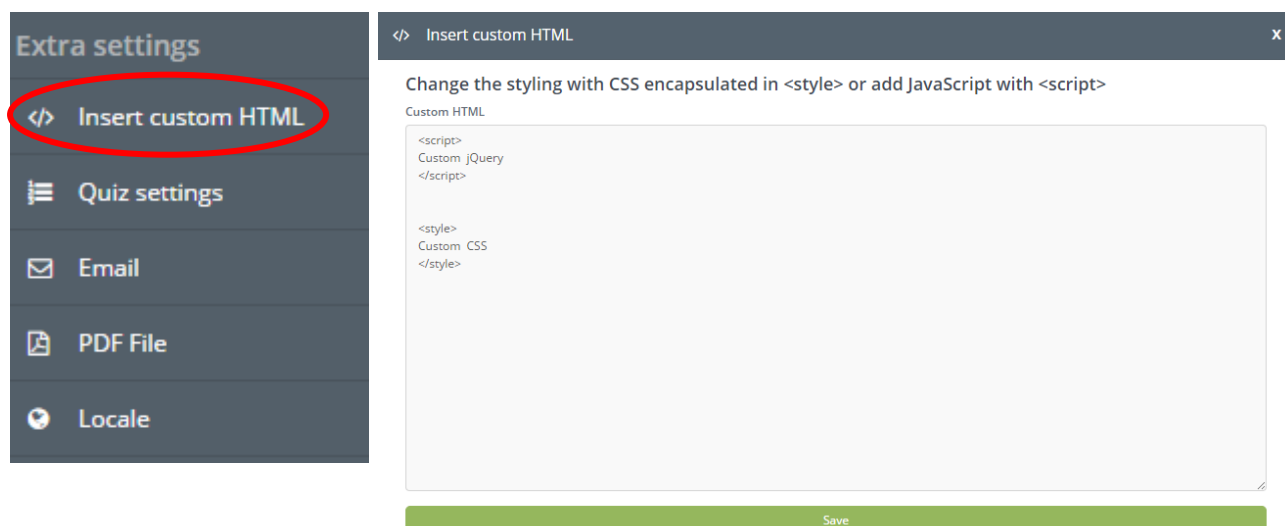 Extra settings
</> Insert custom HTML
Quiz settings
Email
PDF File
Locale
</> Insert custom HTML
x
Change the styling with CSS encapsulated in <style> or add JavaScript with <script>
Custom HTML
<script>
Custom jQuery
</script>
<style>
Custom CSS
</style>
Save